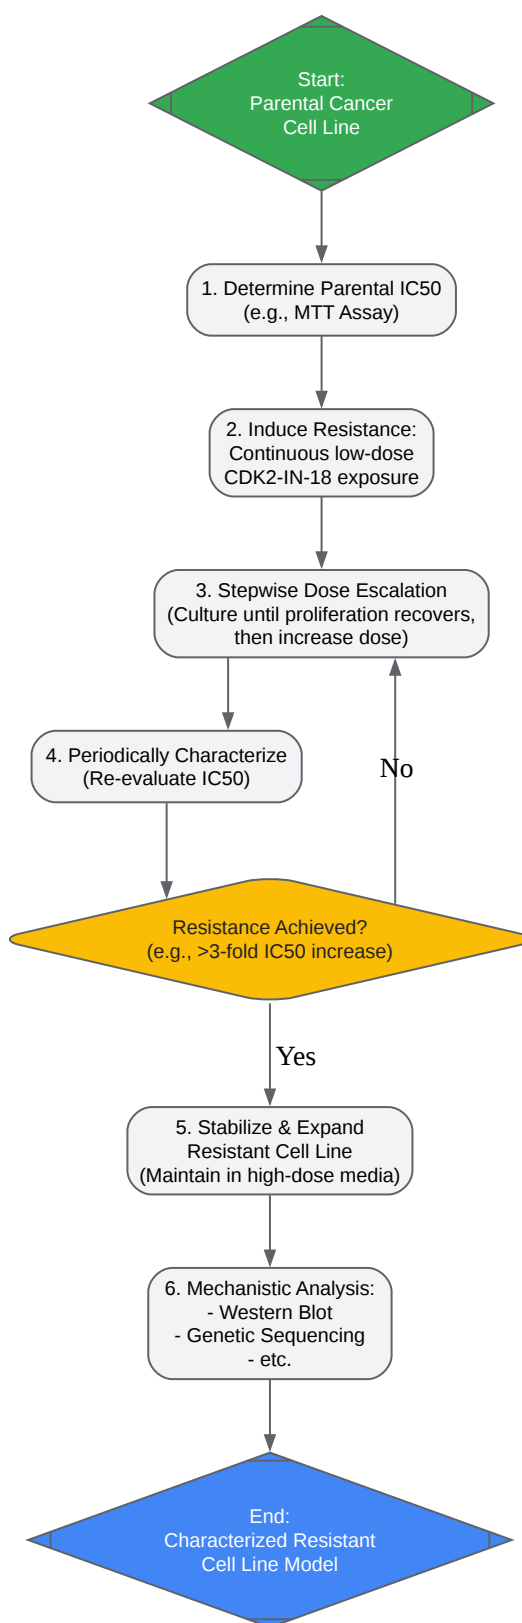 Start:
Parental Cancer
Cell Line
1. Determine Parental IC50
(e.g., MTT Assay)
2. Induce Resistance:
Continuous low-dose
CDK2-IN-18 exposure
3. Stepwise Dose Escalation
(Culture until proliferation recovers,
then increase dose)
4. Periodically Characterize
(Re-evaluate IC50)
No
Resistance Achieved?
(e.g., >3-fold IC50 increase)
Yes
5. Stabilize & Expand
Resistant Cell Line
(Maintain in high-dose media)
6. Mechanistic Analysis:
- Western Blot
- Genetic Sequencing
- etc.
End:
Characterized Resistant
Cell Line Model